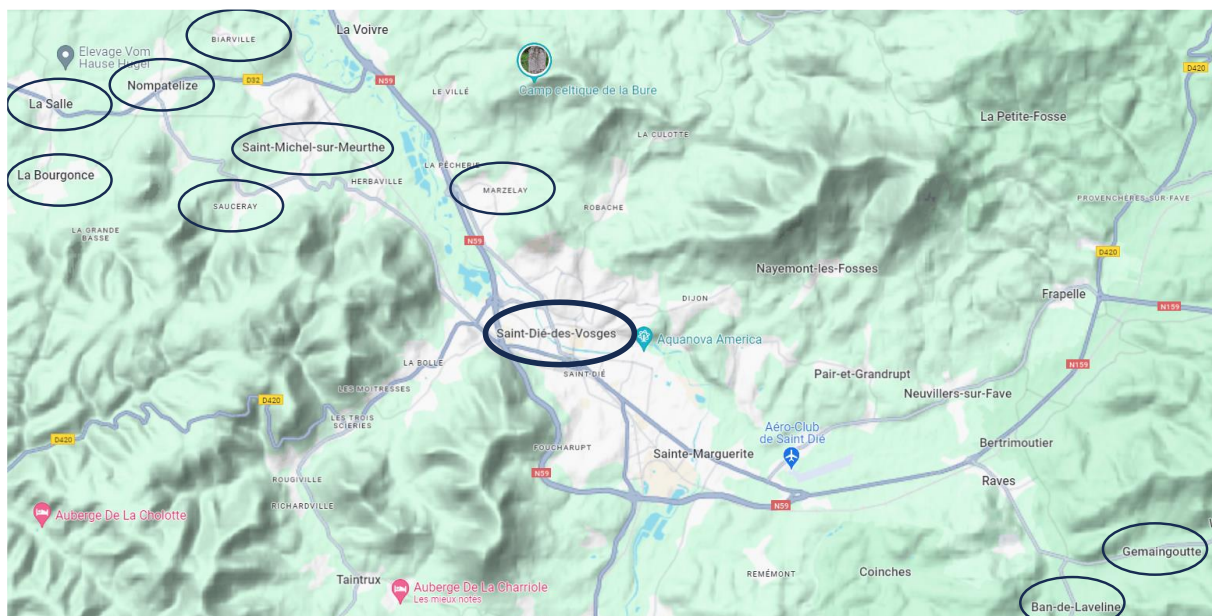 BIARVILLE
La Voivre
Elevage Vom
Hause Hugel
Nompatelize
D32
N59
La Salle
LE VILLÉ
Camp celtique de la Bure
D420
La Petite-Fosse
LA CULOTTE
Saint-Michel-sur-Meurthe
La Bourgonce
HERBAVILLE
LA PÊCHERIE
MARZELAY
SAUCERAY
ROBACHE
PROVENCHÈRES-SUR-FAVE
LA GRANDE
BASSE
N59
D420
Nayemont-les-Fosses
DIJON
Frapelle
N159
Saint-Dié-des-Vosges
Aquanova America
LA BOLLE
SAINT-DIÉ
N159
LES MOITRESSES
Pair-et-Grandrupt
Neuvillers-sur-Fave
D420
LES TROIS
SCIERIES
D420
Aéro-Club
de Saint Dié
FOUCHARUPT
Sainte-Marguerite
Bertrimoutier
N59
ROUGIVILLE
Raves
RICHARDVILLE
N59
Auberge De La Cholotte
Gemaingoutte
REMÉMONT
Coinches
Taintrux
Auberge De La Charriole
Les mieux notés
Ban-de-Laveline